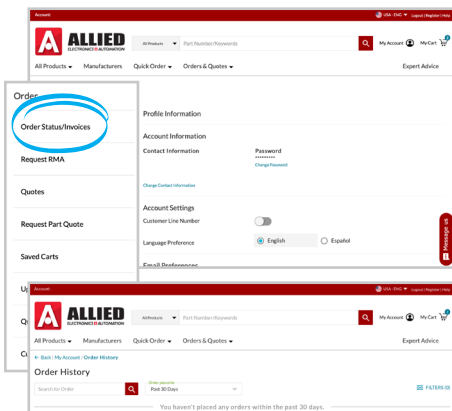 Account
USA - ENG Logout | Register | Help
ALLIED
ELECTRONICS & AUTOMATION
All Products
Part Number/Keywords
My Account
My Cart
All Products
Manufacturers
Quick Order
Orders & Quotes
Expert Advice
Order
Order Status/Invoices
Request RMA
Quotes
Request Part Quote
Saved Carts
Profile Information
Account Information
Contact Information
Password
Change Password
Change Contact Information
Account Settings
Customer Line Number
Language Preference
English
Español
Email Preferences
Message us
Account
USA - ENG Logout | Register | Help
ALLIED
ELECTRONICS & AUTOMATION
All Products
Part Number/Keywords
My Account
My Cart
All Products
Manufacturers
Quick Order
Orders & Quotes
Expert Advice
← Back | My Account / Order History
Order History
Search for Order
Past 30 Days
FILTERS (0)
You haven't placed any orders within the past 30 days.